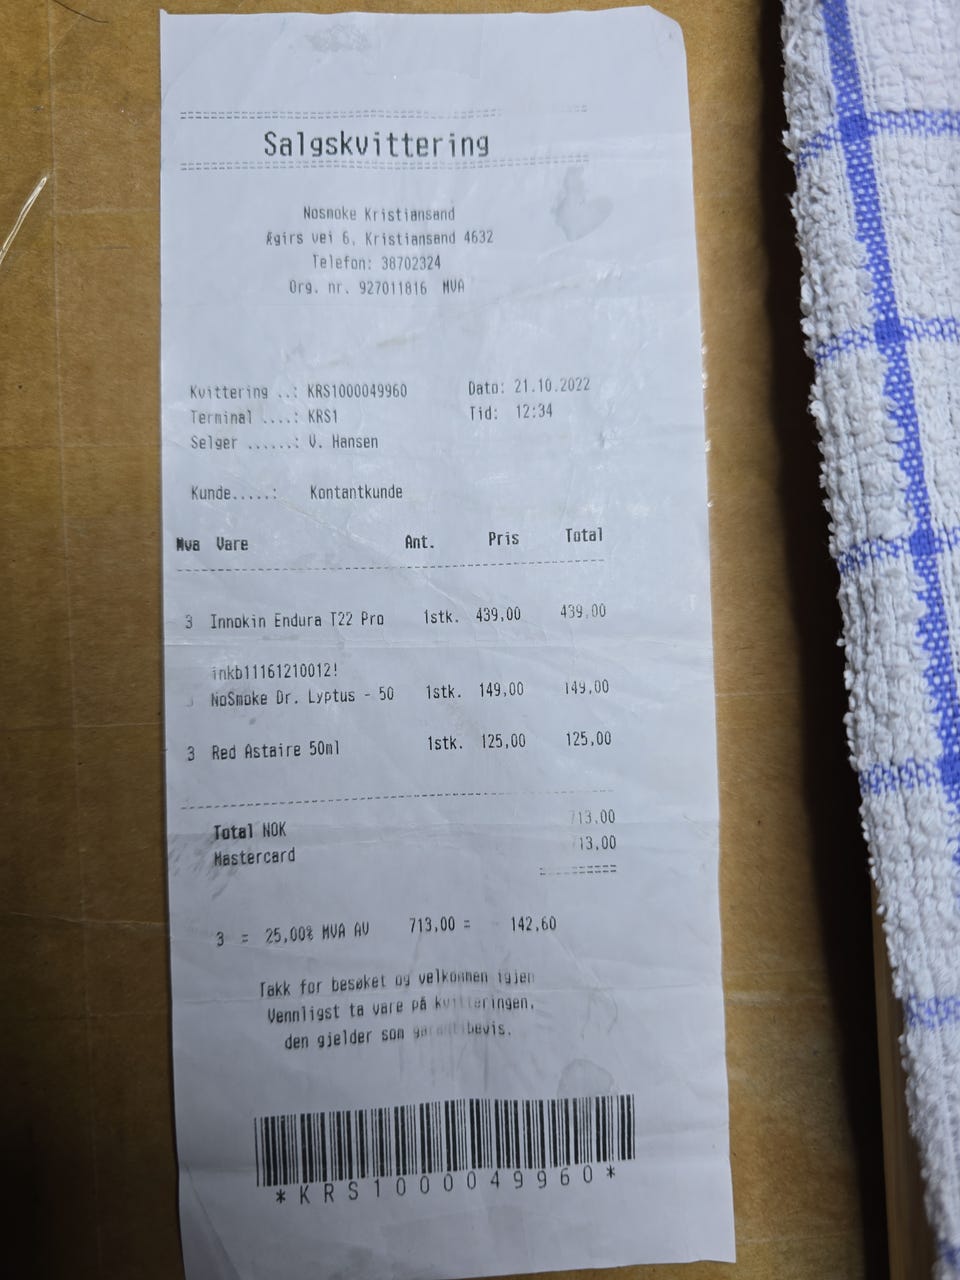 Salgskvittering
Nosmoke Kristiansand
Ægirs vei 6, Kristiansand 4632
Telefon: 38702324
Org. nr. 927011816 MVA
Kvittering ..: KRS1000049960 Dato: 21.10.2022
Terminal ....: KRS1 Tid: 12:34
Selger ......: V. Hansen
Kunde.....: Kontantkunde
Mva Vare Ant. Pris Total
3 Innokin Endura T22 Pro 1stk. 439,00 439,00
inkb11161210012!
NoSmoke Dr. Lyptus - 50 1stk. 149,00 149,00
3 Red Astaire 50ml 1stk. 125,00 125,00
Total NOK 713,00
Mastercard 13,00
3 = 25,00% MVA AV 713,00 = 142,60
Takk for besøket og velkommen igjen
Vennligst ta vare på kvitteringen,
den gjelder som garantibevis.
*KRS1000049960*